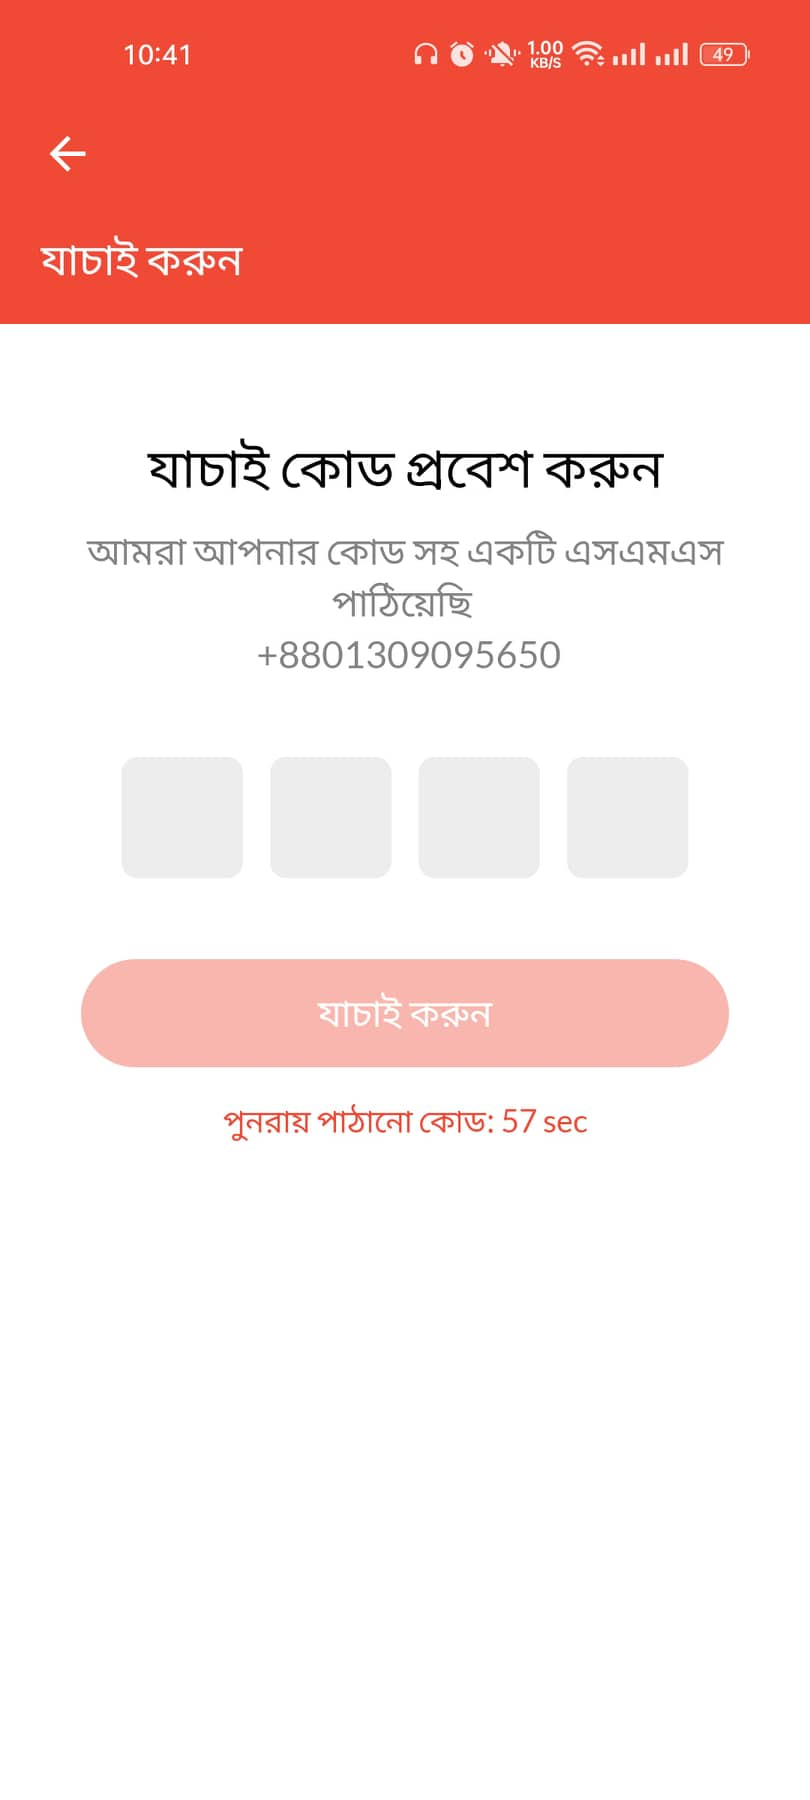 10:41
1.00
KB/S
49
যাচাই করুন
যাচাই কোড প্রবেশ করুন
আমরা আপনার কোড সহ একটি এসএমএস
পাঠিয়েছি
+8801309095650
যাচাই করুন
পুনরায় পাঠানো কোড: 57 sec